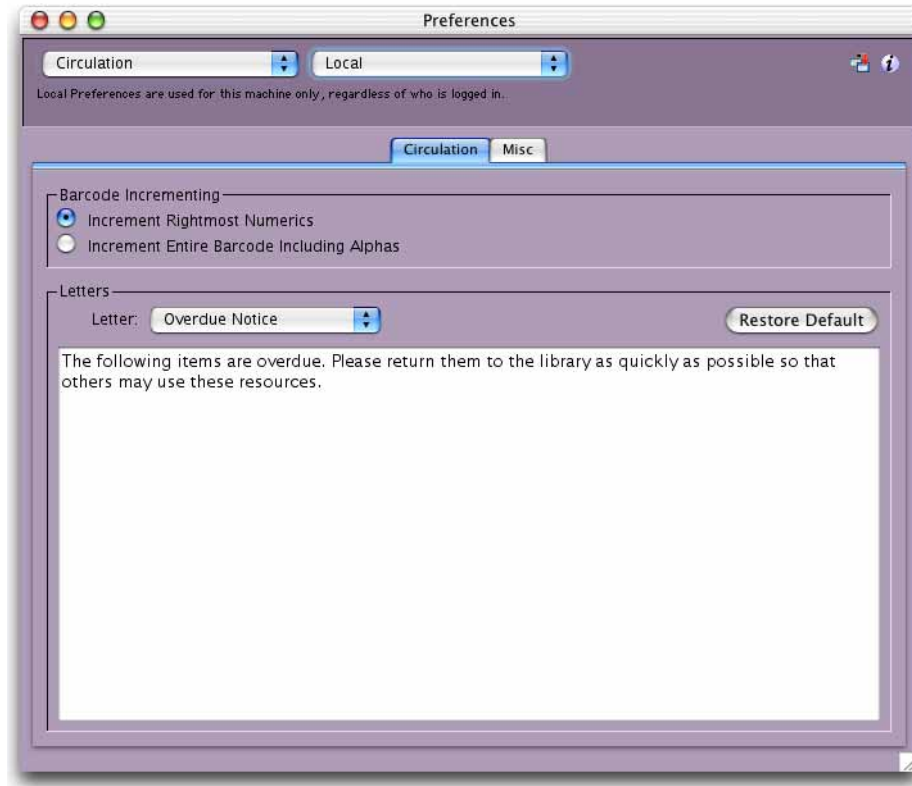 Preferences
Circulation
Local
Local Preferences are used for this machine only, regardless of who is logged in.
Circulation
Misc
Barcode Incrementing
Increment Rightmost Numerics
Increment Entire Barcode Including Alphas
Letters
Letter:
Overdue Notice
Restore Default
The following items are overdue. Please return them to the library as quickly as possible so that
others may use these resources.